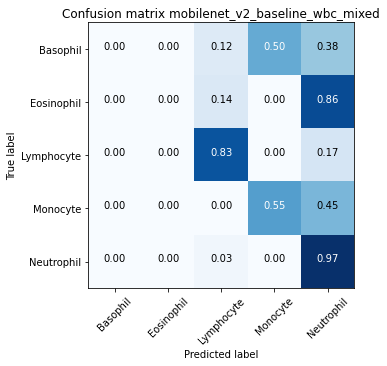 Confusion matrix mobilenet_v2_baseline_wbc_mixed
True label
Basophil 0.00 0.00 0.12 0.50 0.38
Eosinophil 0.00 0.00 0.14 0.00 0.86
Lymphocyte 0.00 0.00 0.83 0.00 0.17
Monocyte 0.00 0.00 0.00 0.55 0.45
Neutrophil 0.00 0.00 0.03 0.00 0.97
Basophil Eosinophil Lymphocyte Monocyte Neutrophil
Predicted label